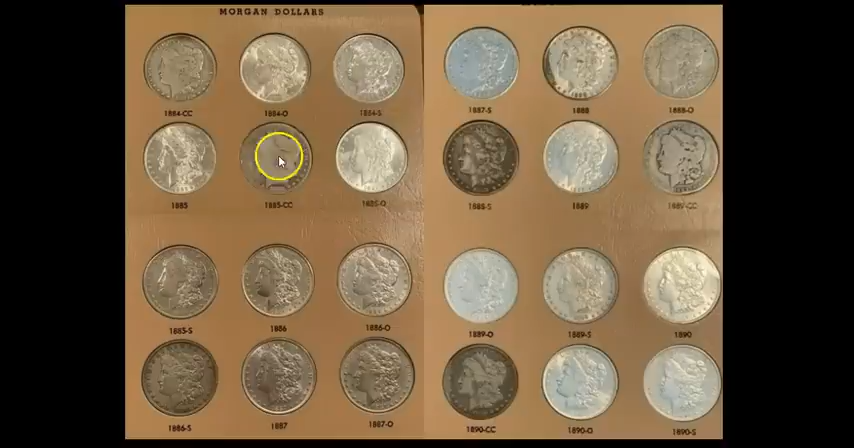 MORGAN DOLLARS
1884-CC 1884-O 1884-S
1885 1885-CC 1885-O
1885-S 1886 1886-O
1886-S 1887 1887-O
1887-S 1888 1888-O
1888-S 1889 1889-CC
1889-O 1889-S 1890
1890-CC 1890-O 1890-S